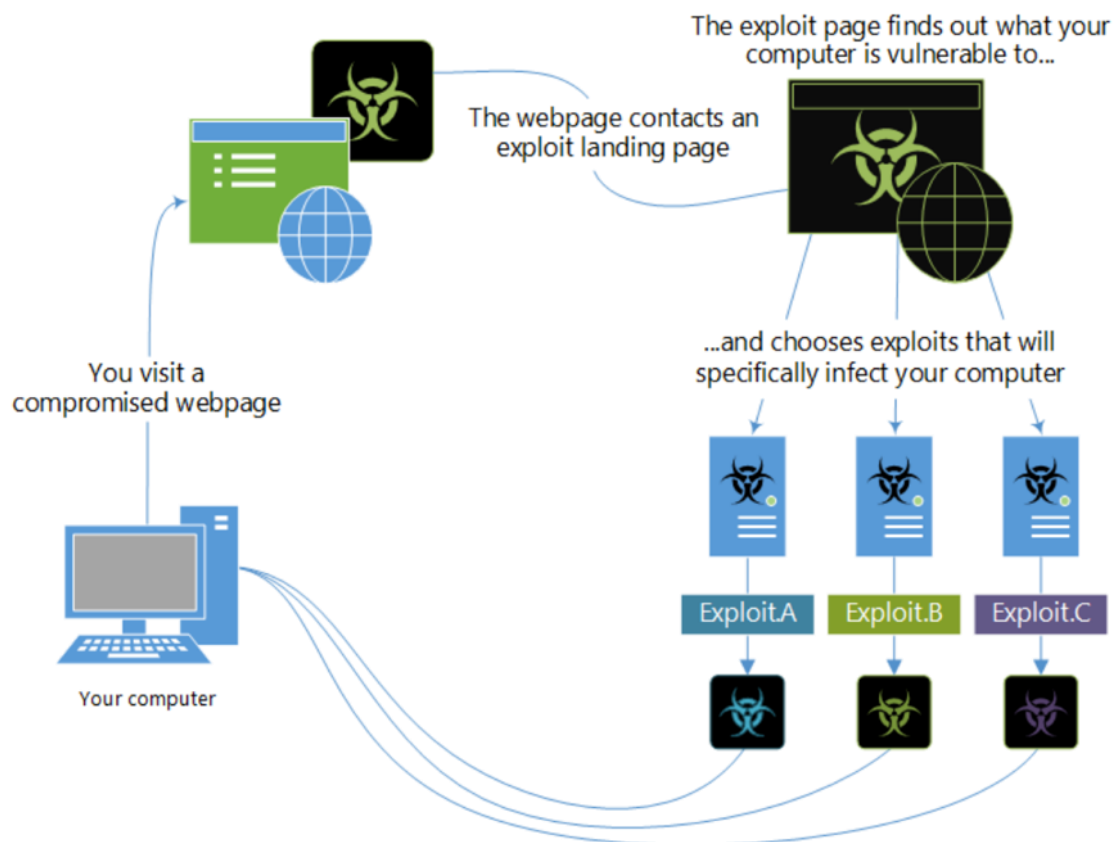 The exploit page finds out what your
computer is vulnerable to...
The webpage contacts an
exploit landing page
...and chooses exploits that will
specifically infect your computer
You visit a
compromised webpage
Exploit.A
Exploit.B
Exploit.C
Your computer